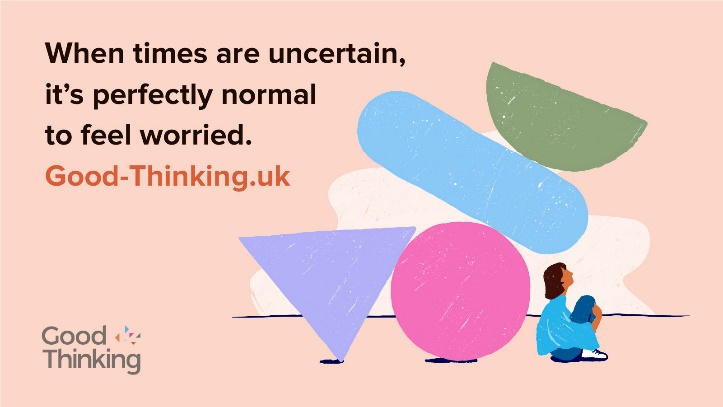 When times are uncertain,
it's perfectly normal
to feel worried.
Good-Thinking.uk
Good
Thinking